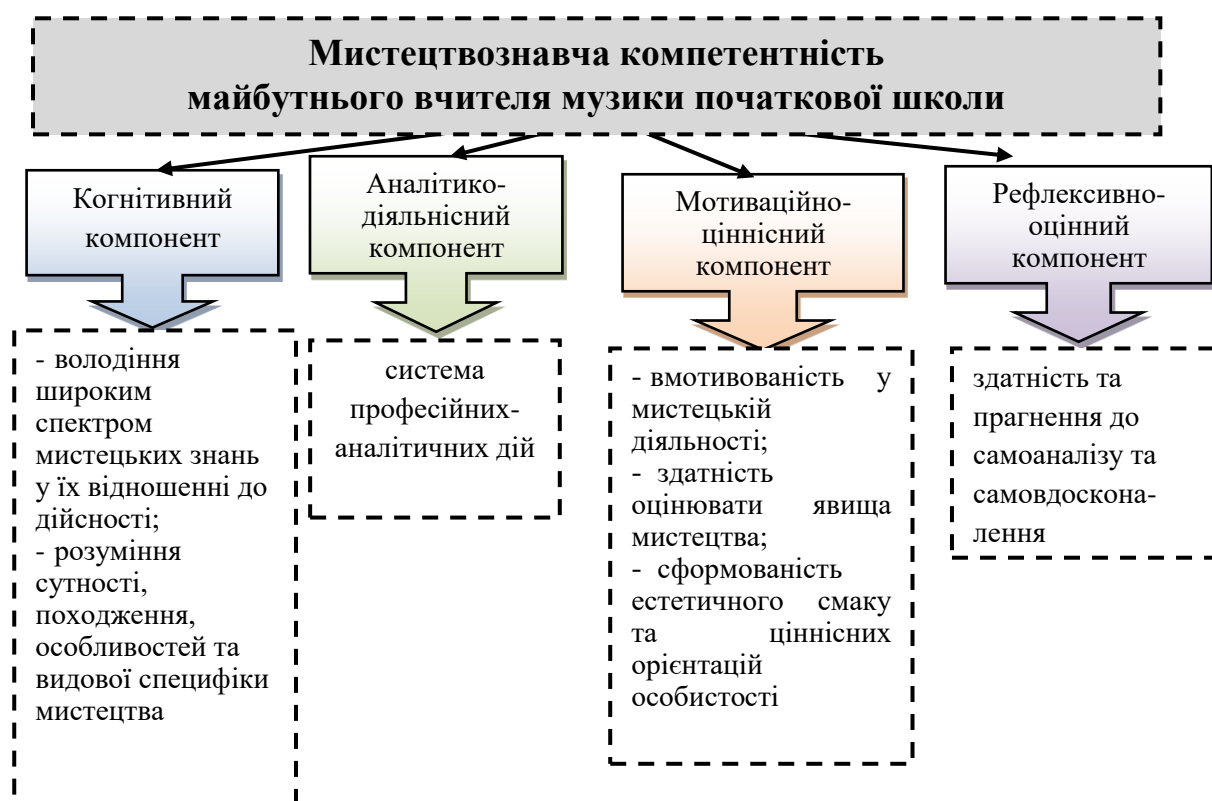 Мистецтвознавча компетентність
майбутнього вчителя музики початкової школи
Когнітивний
компонент
Аналітико-
діяльнісний
компонент
Мотиваційно-
ціннісний
компонент
Рефлексивно-
оцінний
компонент
- володіння
широким
спектром
мистецьких знань
у їх відношенні до
дійсності;
- розуміння
сутності,
походження,
особливостей та
видової специфіки
мистецтва
система
професійних-
аналітичних дій
- вмотивованість у
мистецькій
діяльності;
- здатність
оцінювати явища
мистецтва;
- сформованість
естетичного смаку
та ціннісних
орієнтацій
особистості
здатність та
прагнення до
самоаналізу та
самовдоскона-
лення